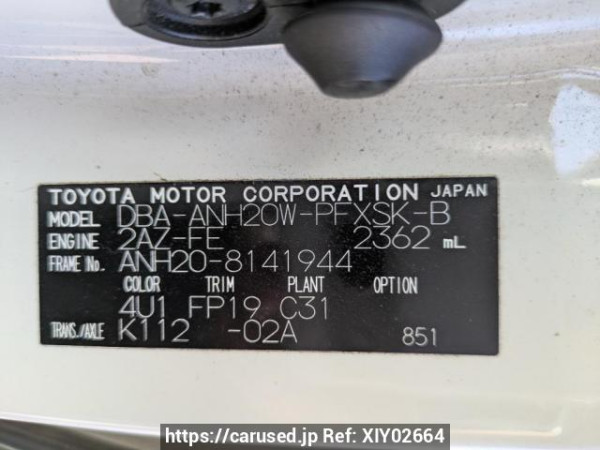 TOYOTA MOTOR CORPORATION JAPAN
MODEL DBA-ANH20W-PFXSK-B
ENGINE 2AZ-FE 2362 mL
FRAME No. ANH20-8141944
COLOR TRIM PLANT OPTION
4U1 FP19 C31
TRANS./AXLE K112 -02A 851
https://carused.jp Ref: XIY02664